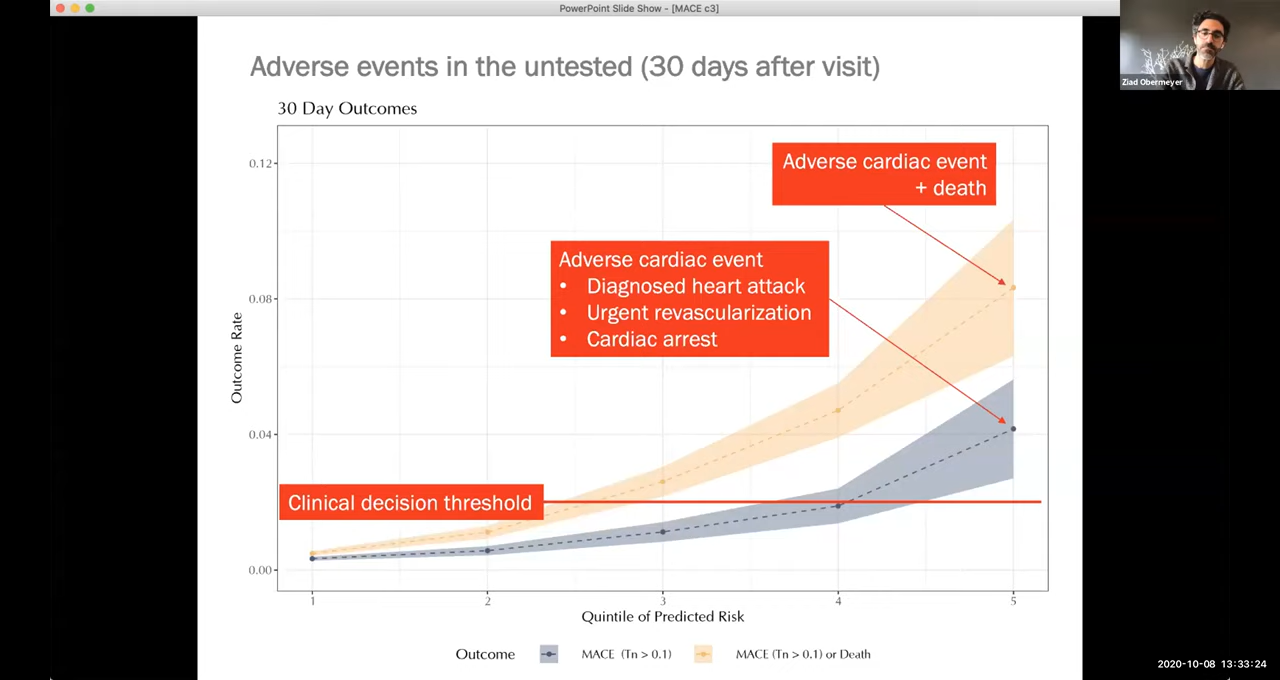 PowerPoint Slide Show - [MACE c3]
Ziad Obermeyer
Adverse events in the untested (30 days after visit)
30 Day Outcomes
Adverse cardiac event
+ death
Adverse cardiac event
• Diagnosed heart attack
• Urgent revascularization
• Cardiac arrest
Clinical decision threshold
Outcome Rate
0.12
0.08
0.04
0.00
1 2 3 4 5
Quintile of Predicted Risk
Outcome MACE (Tn > 0.1) MACE (Tn > 0.1) or Death
2020-10-08 13:33:24